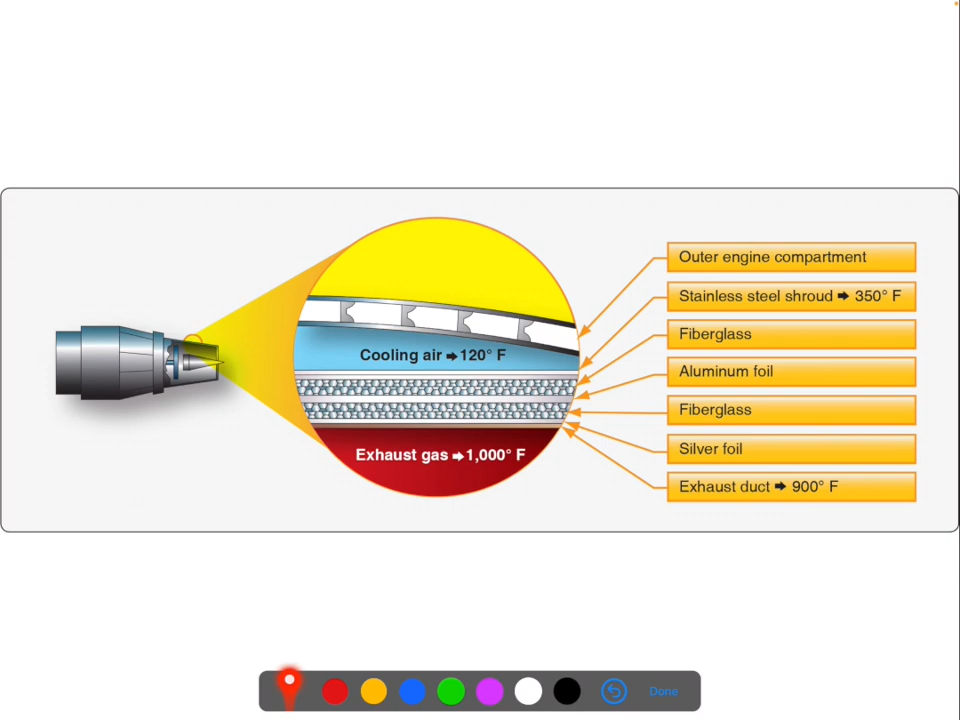 Outer engine compartment
Stainless steel shroud ➡ 350° F
Fiberglass
Cooling air ➡ 120° F
Aluminum foil
Fiberglass
Silver foil
Exhaust gas ➡ 1,000° F
Exhaust duct ➡ 900° F
Done